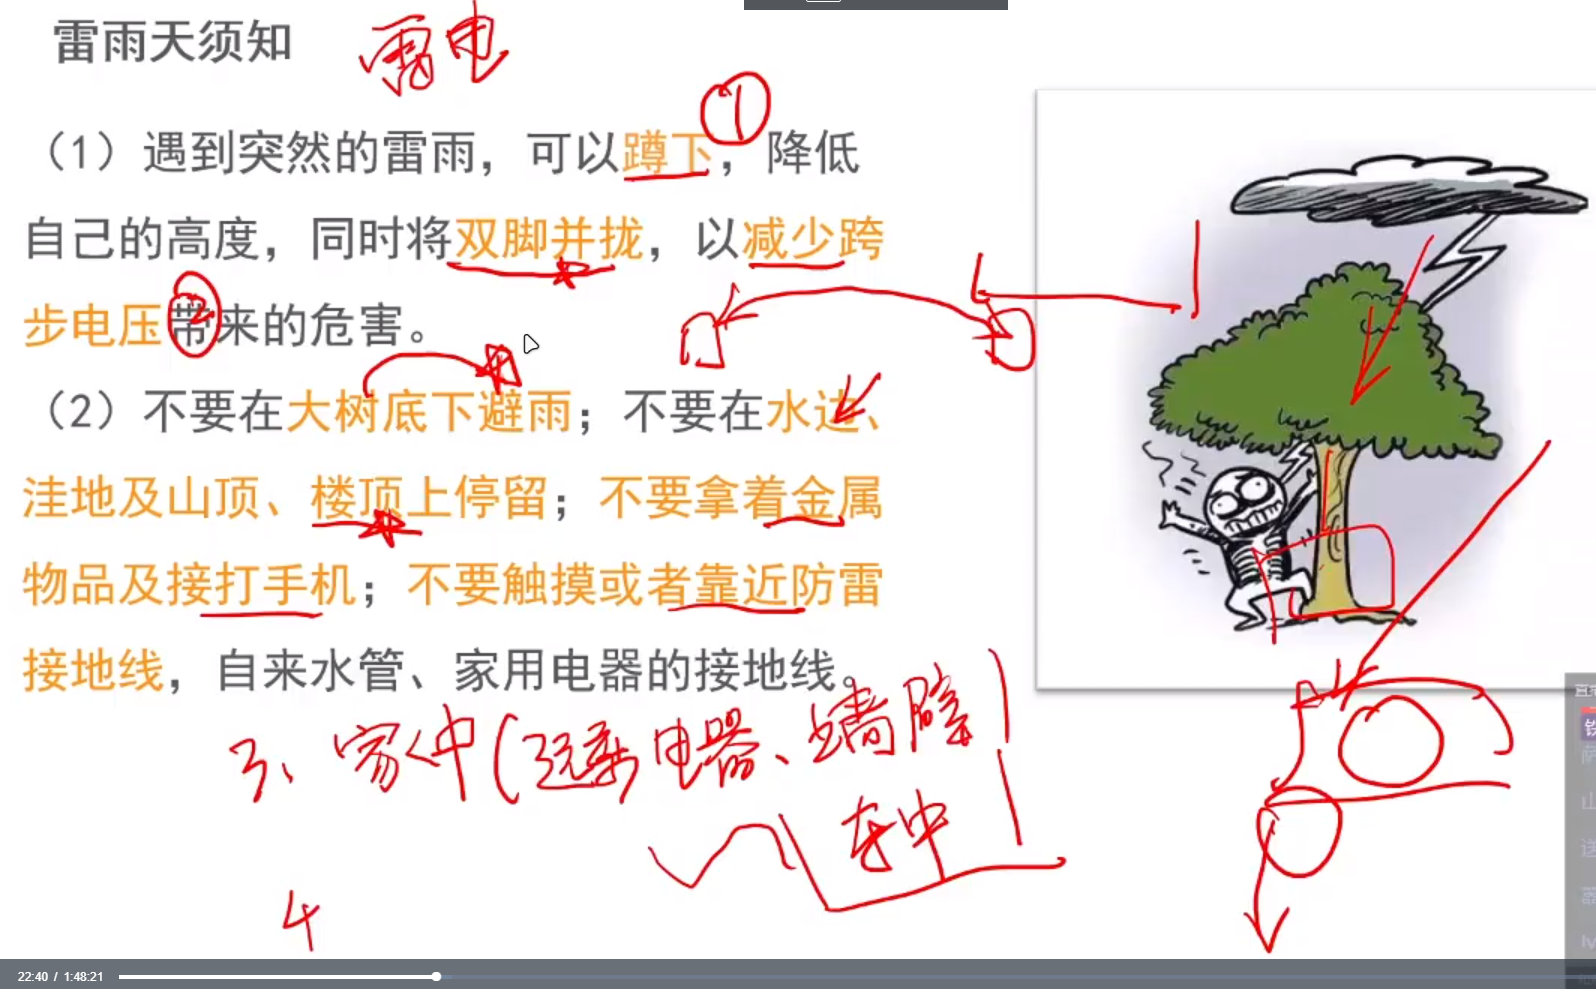 雷雨天须知
雷电
①
（1）遇到突然的雷雨，可以蹲下，降低
自己的高度，同时将双脚并拢，以减少跨
步电压带来的危害。
②
（2）不要在大树底下避雨；不要在水边、
洼地及山顶、楼顶上停留；不要拿着金属
物品及接打手机；不要触摸或者靠近防雷
接地线，自来水管、家用电器的接地线。
3、家中（远离电器、墙壁
车中
4
22:40 / 1:48:21